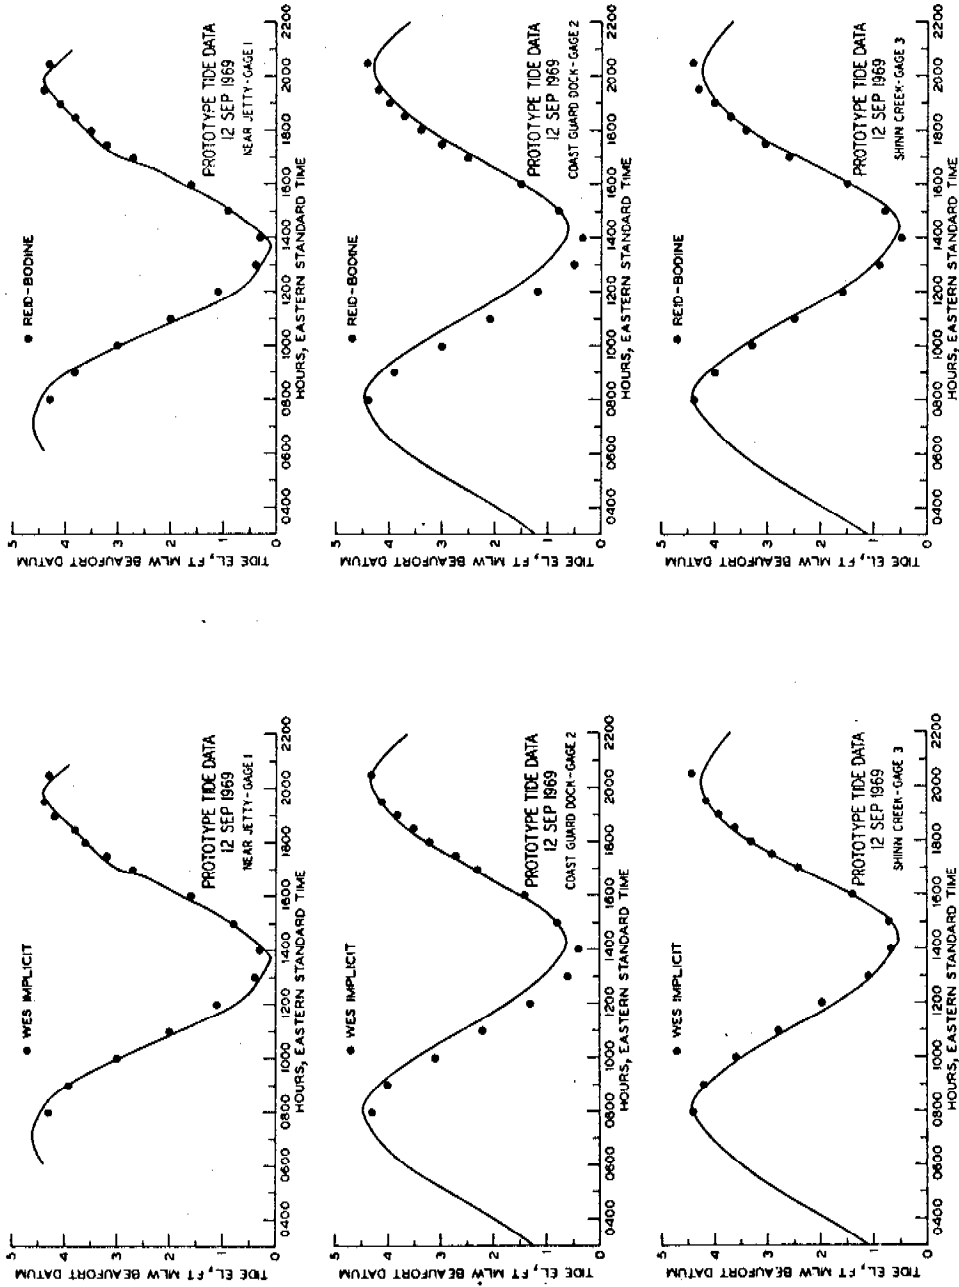 WES IMPLICIT
PROTOTYPE TIDE DATA
12 SEP 1969
NEAR JETTY-GAGE 1
TIDE EL, FT MLW BEAUFORT DATUM
5 4 3 2 1 0
0400 0600 0800 1000 1200 1400 1600 1800 2000 2200
HOURS, EASTERN STANDARD TIME
REID-BODINE
PROTOTYPE TIDE DATA
12 SEP 1969
NEAR JETTY-GAGE 1
TIDE EL, FT MLW BEAUFORT DATUM
5 4 3 2 1 0
0400 0600 0800 1000 1200 1400 1600 1800 2000 2200
HOURS, EASTERN STANDARD TIME
WES IMPLICIT
PROTOTYPE TIDE DATA
12 SEP 1969
COAST GUARD DOCK-GAGE 2
TIDE EL, FT MLW BEAUFORT DATUM
5 4 3 2 1 0
0400 0600 0800 1000 1200 1400 1600 1800 2000 2200
HOURS, EASTERN STANDARD TIME
REID-BODINE
PROTOTYPE TIDE DATA
12 SEP 1969
COAST GUARD DOCK-GAGE 2
TIDE EL, FT MLW BEAUFORT DATUM
5 4 3 2 1 0
0400 0600 0800 1000 1200 1400 1600 1800 2000 2200
HOURS, EASTERN STANDARD TIME
WES IMPLICIT
PROTOTYPE TIDE DATA
12 SEP 1969
SHINN CREEK-GAGE 3
TIDE EL, FT MLW BEAUFORT DATUM
5 4 3 2 1 0
0400 0600 0800 1000 1200 1400 1600 1800 2000 2200
HOURS, EASTERN STANDARD TIME
REID-BODINE
PROTOTYPE TIDE DATA
12 SEP 1969
SHINN CREEK-GAGE 3
TIDE EL, FT MLW BEAUFORT DATUM
5 4 3 2 1 0
0400 0600 0800 1000 1200 1400 1600 1800 2000 2200
HOURS, EASTERN STANDARD TIME